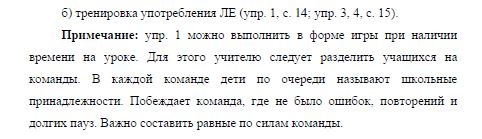 б) тренировка употребления ЛЕ (упр. 1, с. 14; упр. 3, 4, с. 15).
Примечание: упр. 1 можно выполнить в форме игры при наличии
времени на уроке. Для этого учителю следует разделить учащихся на
команды. В каждой команде дети по очереди называют школьные
принадлежности. Побеждает команда, где не было ошибок, повторений и
долгих пауз. Важно составить равные по силам команды.